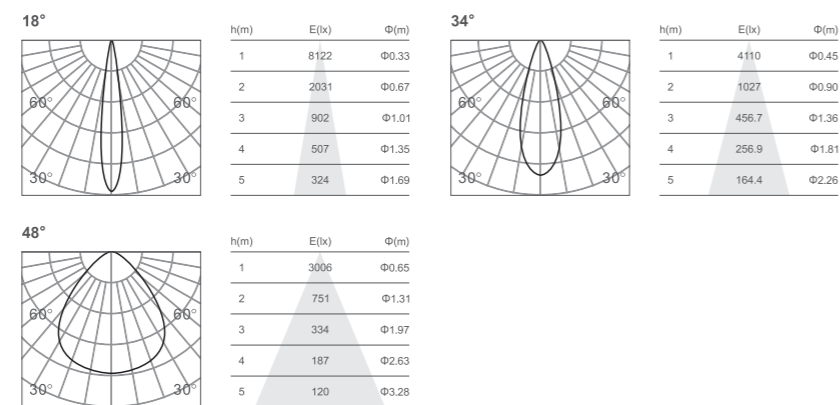 18°
h(m) E(lx) Φ(m)
1 8122 Φ0.33
2 2031 Φ0.67
3 902 Φ1.01
4 507 Φ1.35
5 324 Φ1.69
60° 60°
30° 30°
34°
h(m) E(lx) Φ(m)
1 4110 Φ0.45
2 1027 Φ0.90
3 456.7 Φ1.36
4 256.9 Φ1.81
5 164.4 Φ2.26
60° 60°
30° 30°
48°
h(m) E(lx) Φ(m)
1 3006 Φ0.65
2 751 Φ1.31
3 334 Φ1.97
4 187 Φ2.63
5 120 Φ3.28
60° 60°
30° 30°